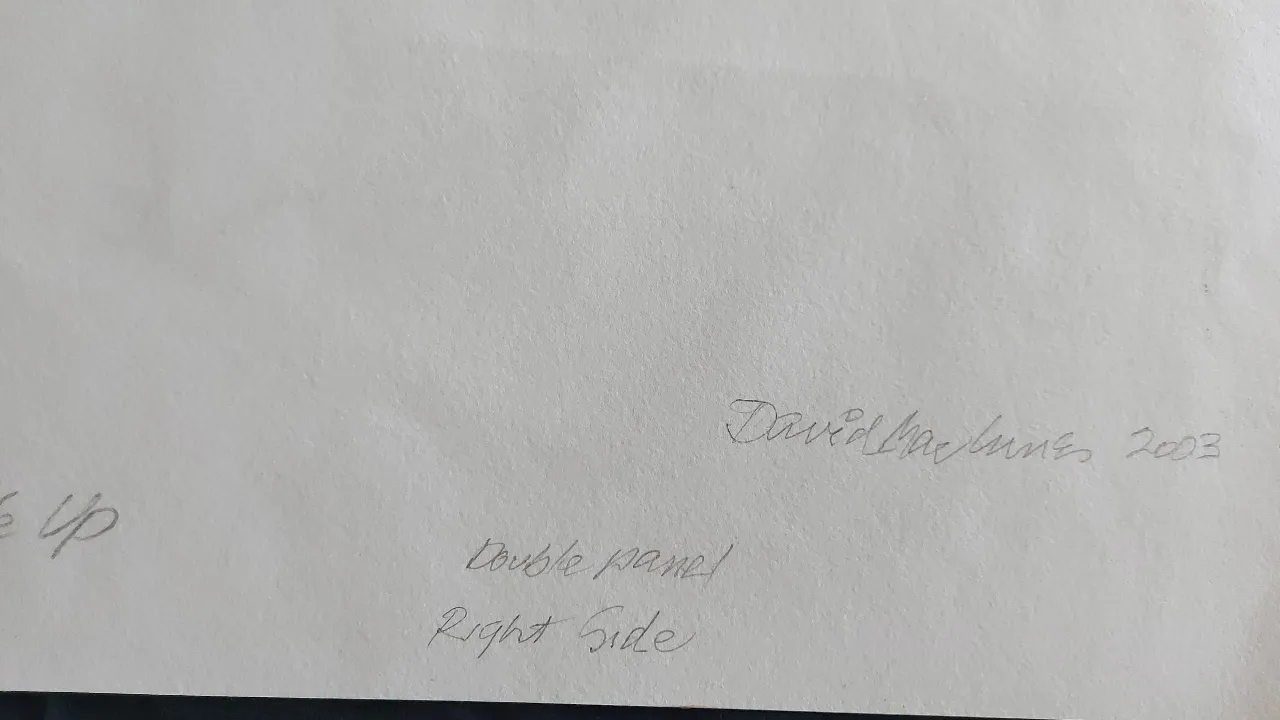 David MacInnes 2003
Up
Double panel
Right Side